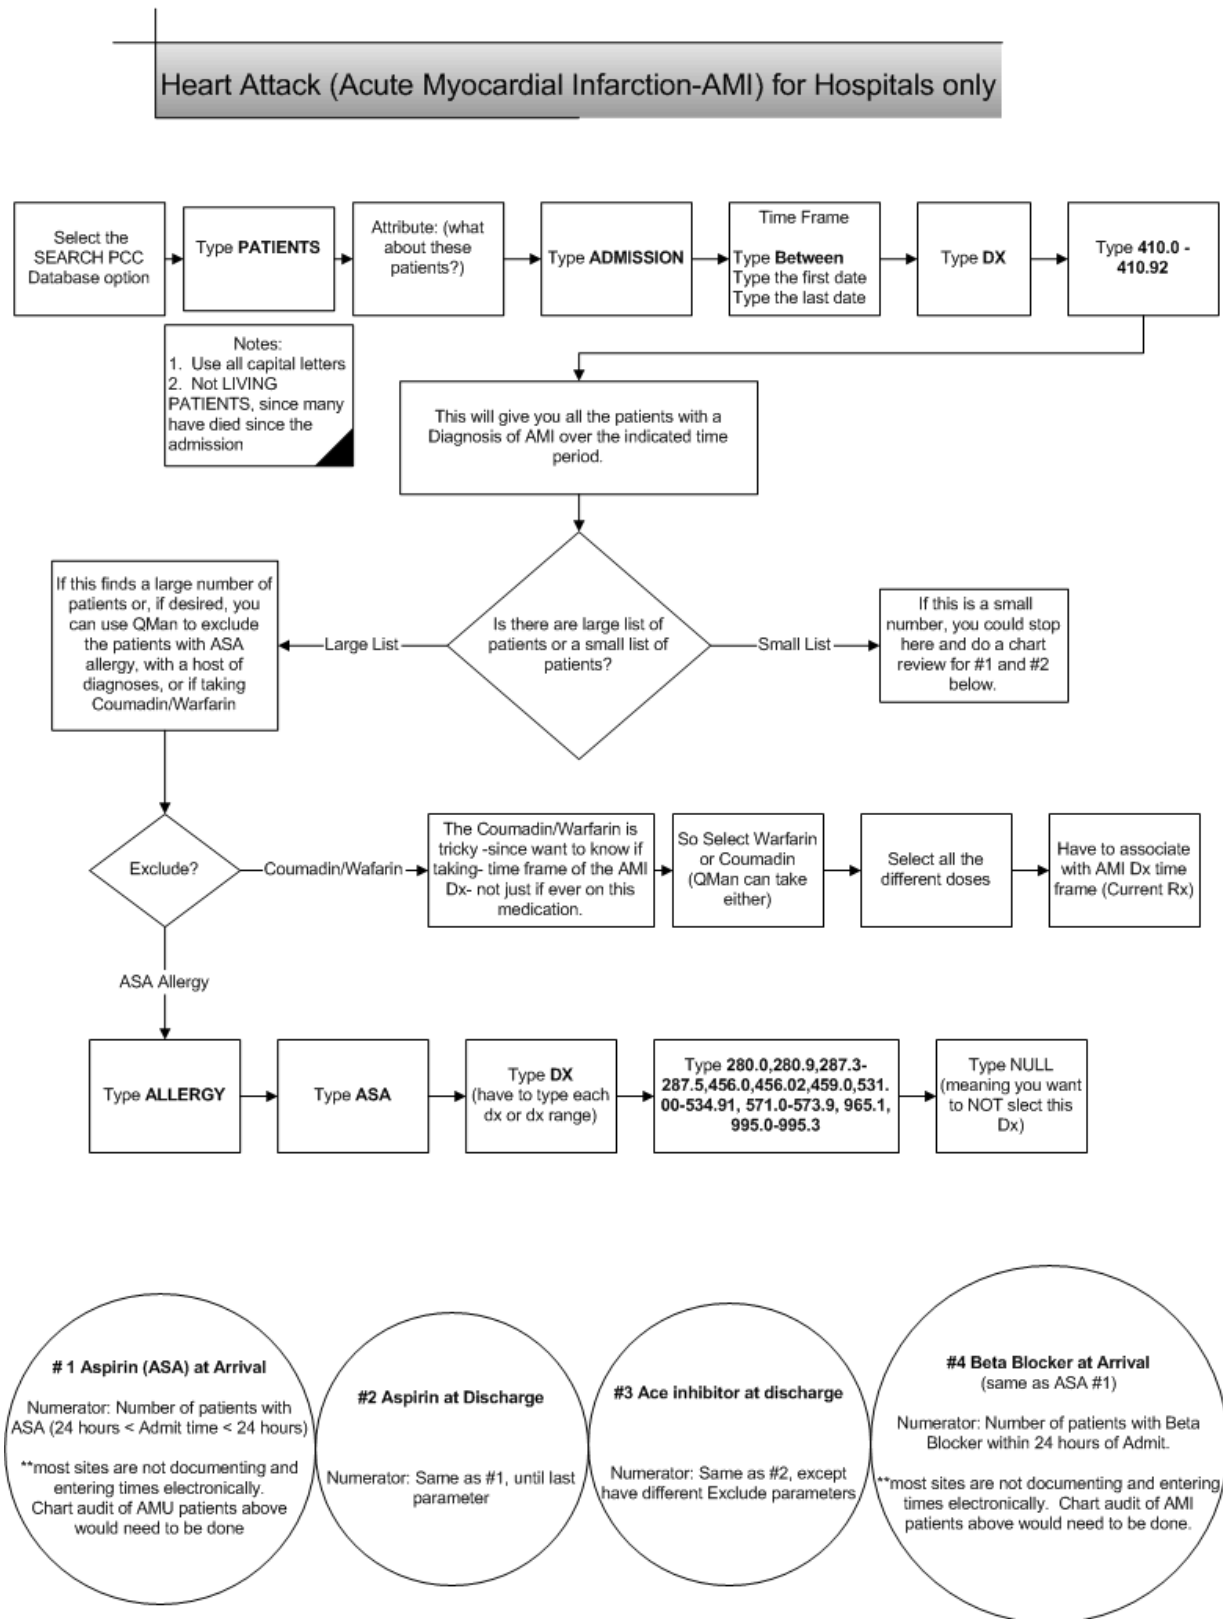 Heart Attack (Acute Myocardial Infarction-AMI) for Hospitals only
Select the
SEARCH PCC
Database option
Type PATIENTS
Attribute: (what
about these
patients?)
Type ADMISSION
Time Frame
Type Between
Type the first date
Type the last date
Type DX
Type 410.0 -
410.92
Notes:
1. Use all capital letters
2. Not LIVING
PATIENTS, since many
have died since the
admission
This will give you all the patients with a
Diagnosis of AMI over the indicated time
period.
If this finds a large number of
patients or, if desired, you
can use QMan to exclude
the patients with ASA
allergy, with a host of
diagnoses, or if taking
Coumadin/Warfarin
Large List
Is there are large list of
patients or a small list of
patients?
Small List
If this is a small
number, you could stop
here and do a chart
review for #1 and #2
below.
Exclude?
Coumadin/Wafarin
The Coumadin/Warfarin is
tricky -since want to know if
taking- time frame of the AMI
Dx- not just if ever on this
medication.
So Select Warfarin
or Coumadin
(QMan can take
either)
Select all the
different doses
Have to associate
with AMI Dx time
frame (Current Rx)
ASA Allergy
Type ALLERGY
Type ASA
Type DX
(have to type each
dx or dx range)
Type 280.0,280.9,287.3-
287.5,456.0,456.02,459.0,531.
00-534.91, 571.0-573.9, 965.1,
995.0-995.3
Type NULL
(meaning you want
to NOT slect this
Dx)
# 1 Aspirin (ASA) at Arrival
Numerator: Number of patients with
ASA (24 hours < Admit time < 24 hours)
**most sites are not documenting and
entering times electronically.
Chart audit of AMU patients above
would need to be done
#2 Aspirin at Discharge
Numerator: Same as #1, until last
parameter
#3 Ace inhibitor at discharge
Numerator: Same as #2, except
have different Exclude parameters
#4 Beta Blocker at Arrival
(same as ASA #1)
Numerator: Number of patients with Beta
Blocker within 24 hours of Admit.
**most sites are not documenting and entering
times electronically. Chart audit of AMI
patients above would need to be done.